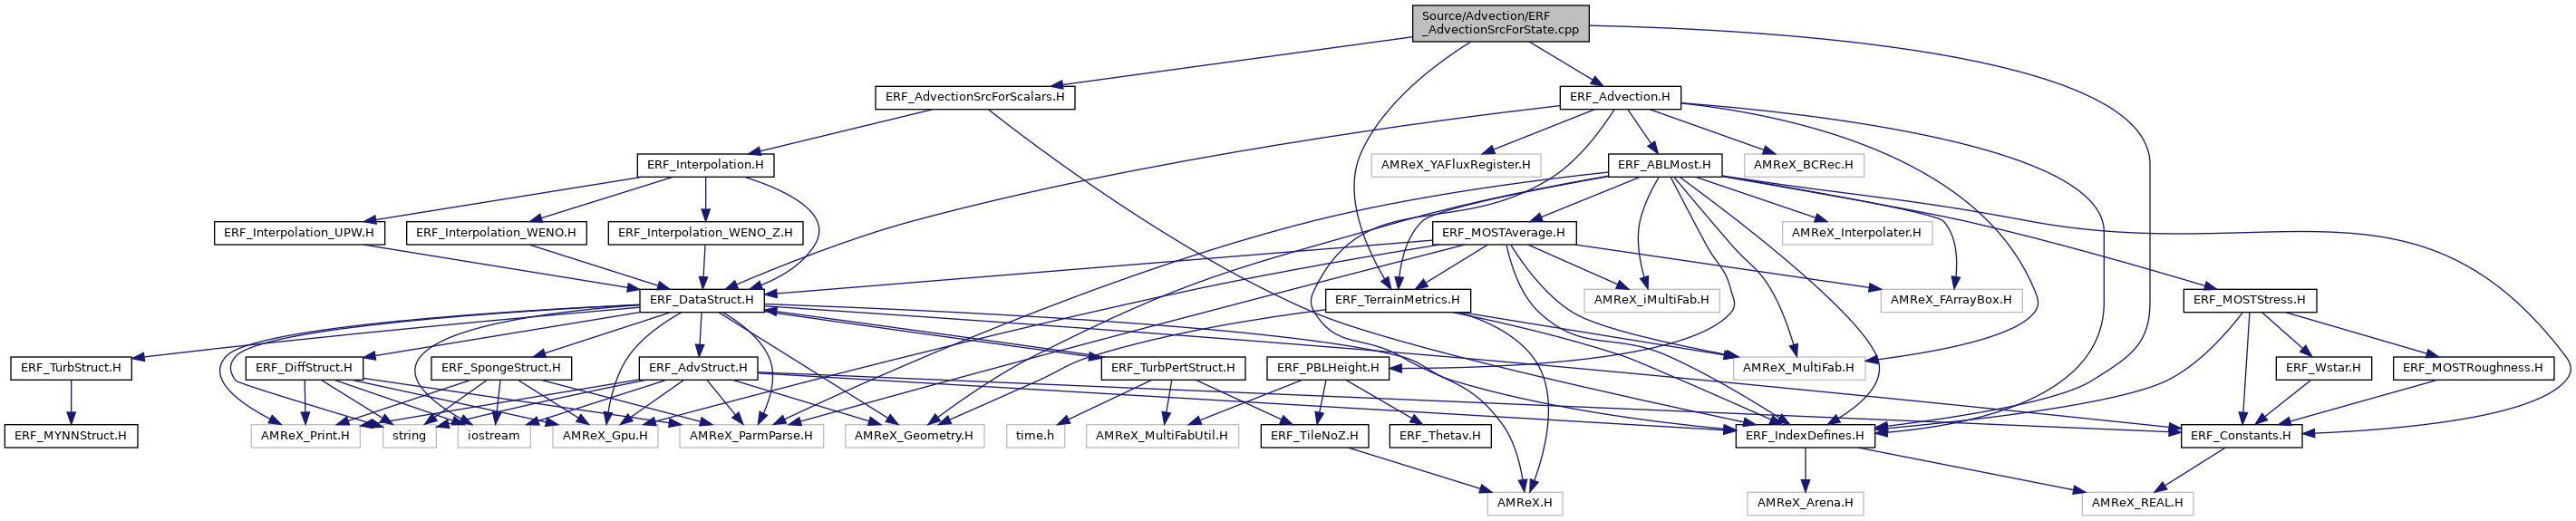 Source/Advection/ERF
_AdvectionSrcForState.cpp
ERF_AdvectionSrcForScalars.H
ERF_Advection.H
ERF_Interpolation.H
AMReX_YAFluxRegister.H
ERF_ABLMost.H
AMReX_BCRec.H
ERF_Interpolation_UPW.H
ERF_Interpolation_WENO.H
ERF_Interpolation_WENO_Z.H
ERF_MOSTAverage.H
AMReX_Interpolater.H
ERF_DataStruct.H
ERF_TerrainMetrics.H
AMReX_iMultiFab.H
AMReX_FArrayBox.H
ERF_MOSTStress.H
ERF_TurbStruct.H
ERF_DiffStruct.H
ERF_SpongeStruct.H
ERF_AdvStruct.H
ERF_TurbPertStruct.H
ERF_PBLHeight.H
AMReX_MultiFab.H
ERF_Wstar.H
ERF_MOSTRoughness.H
ERF_MYNNStruct.H
AMReX_Print.H
string
iostream
AMReX_Gpu.H
AMReX_ParmParse.H
AMReX_Geometry.H
time.h
AMReX_MultiFabUtil.H
ERF_TileNoZ.H
ERF_Thetav.H
ERF_IndexDefines.H
ERF_Constants.H
AMReX.H
AMReX_Arena.H
AMReX_REAL.H